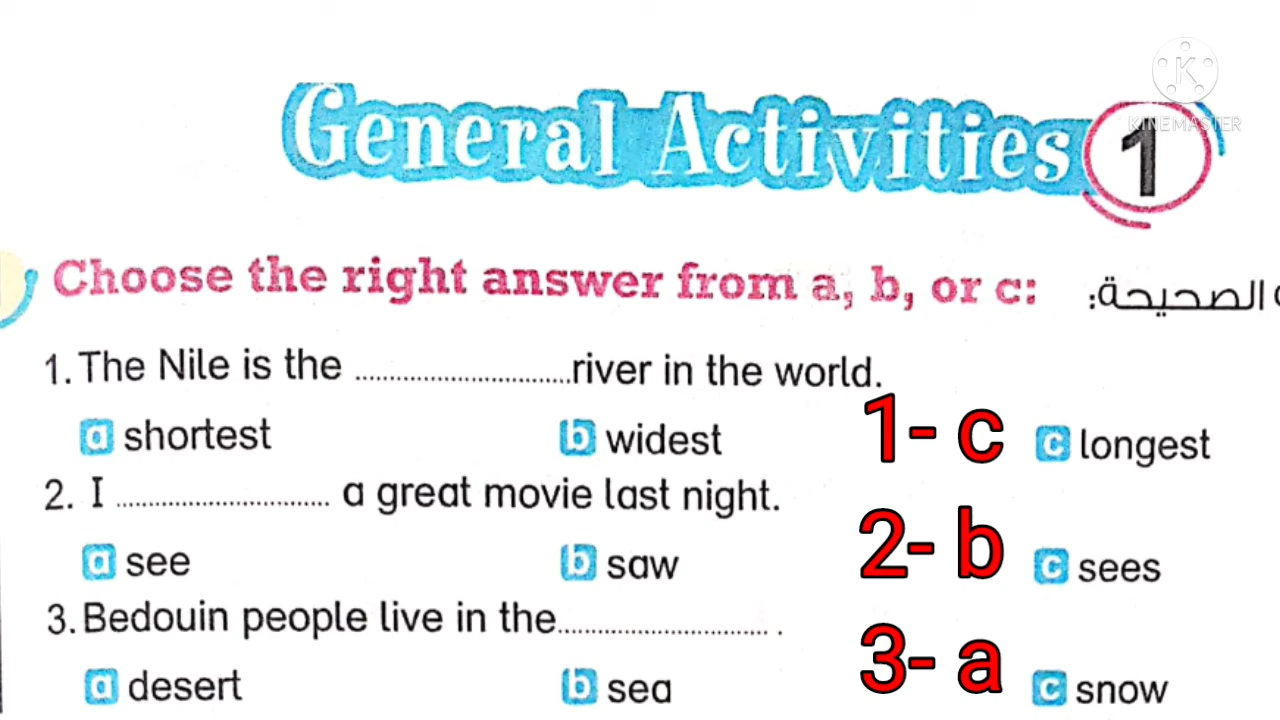 General Activities 1
KINEMASTER
Choose the right answer from a, b, or c:
الصحيحة:
1. The Nile is the ..............................river in the world.
a shortest b widest 1- c c longest
2. I .............................. a great movie last night.
a see b saw 2- b c sees
3. Bedouin people live in the.............................. .
a desert b sea 3- a c snow